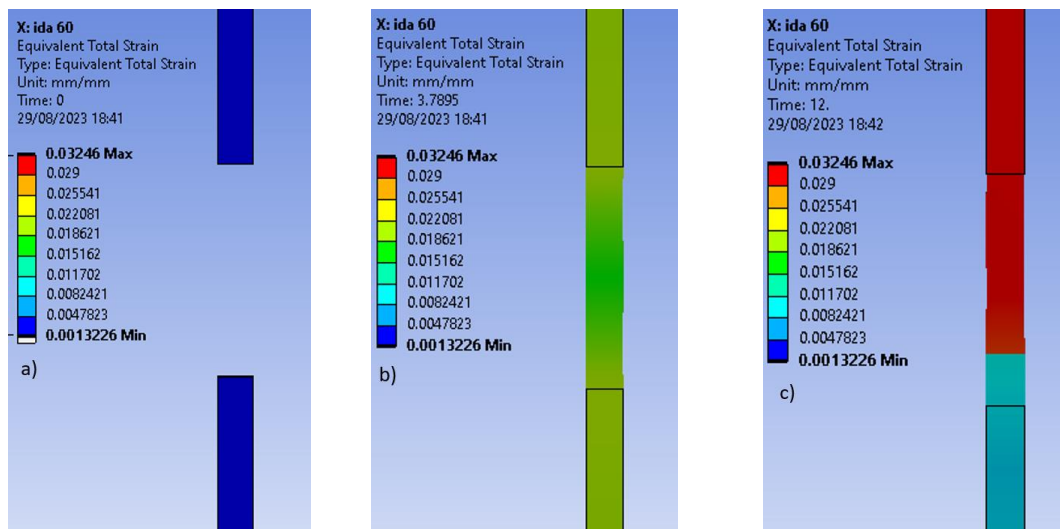 X: ida 60
Equivalent Total Strain
Type: Equivalent Total Strain
Unit: mm/mm
Time: 0
29/08/2023 18:41
0.03246 Max
0.029
0.025541
0.022081
0.018621
0.015162
0.011702
0.0082421
0.0047823
0.0013226 Min
a)
X: ida 60
Equivalent Total Strain
Type: Equivalent Total Strain
Unit: mm/mm
Time: 3.7895
29/08/2023 18:41
0.03246 Max
0.029
0.025541
0.022081
0.018621
0.015162
0.011702
0.0082421
0.0047823
0.0013226 Min
b)
X: ida 60
Equivalent Total Strain
Type: Equivalent Total Strain
Unit: mm/mm
Time: 12.
29/08/2023 18:42
0.03246 Max
0.029
0.025541
0.022081
0.018621
0.015162
0.011702
0.0082421
0.0047823
0.0013226 Min
c)